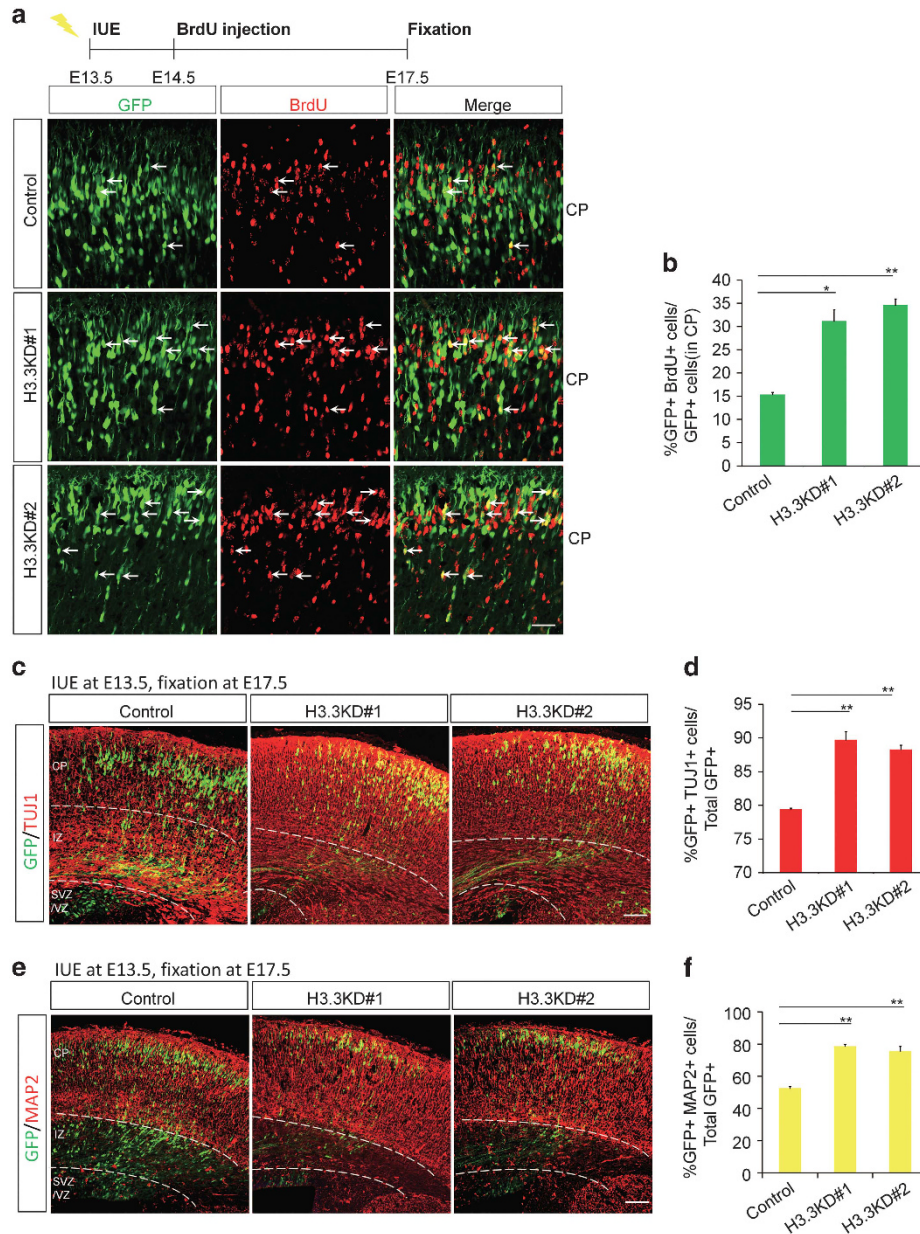 a
IUE BrdU injection Fixation
E13.5 E14.5 E17.5
GFP BrdU Merge
Control
CP
H3.3KD#1
CP
H3.3KD#2
CP
b
%GFP+ BrdU+ cells/
GFP+ cells(in CP)
40
35
30
25
20
15
10
5
0
*
**
Control
H3.3KD#1
H3.3KD#2
c
IUE at E13.5, fixation at E17.5
Control H3.3KD#1 H3.3KD#2
GFP/TUJ1
CP
IZ
SVZ
/VZ
d
%GFP+ TUJ1+ cells/
Total GFP+
95
90
85
80
75
70
**
**
Control
H3.3KD#1
H3.3KD#2
e
IUE at E13.5, fixation at E17.5
Control H3.3KD#1 H3.3KD#2
GFP/MAP2
CP
IZ
SVZ
/VZ
f
%GFP+ MAP2+ cells/
Total GFP+
100
80
60
40
20
0
**
**
Control
H3.3KD#1
H3.3KD#2